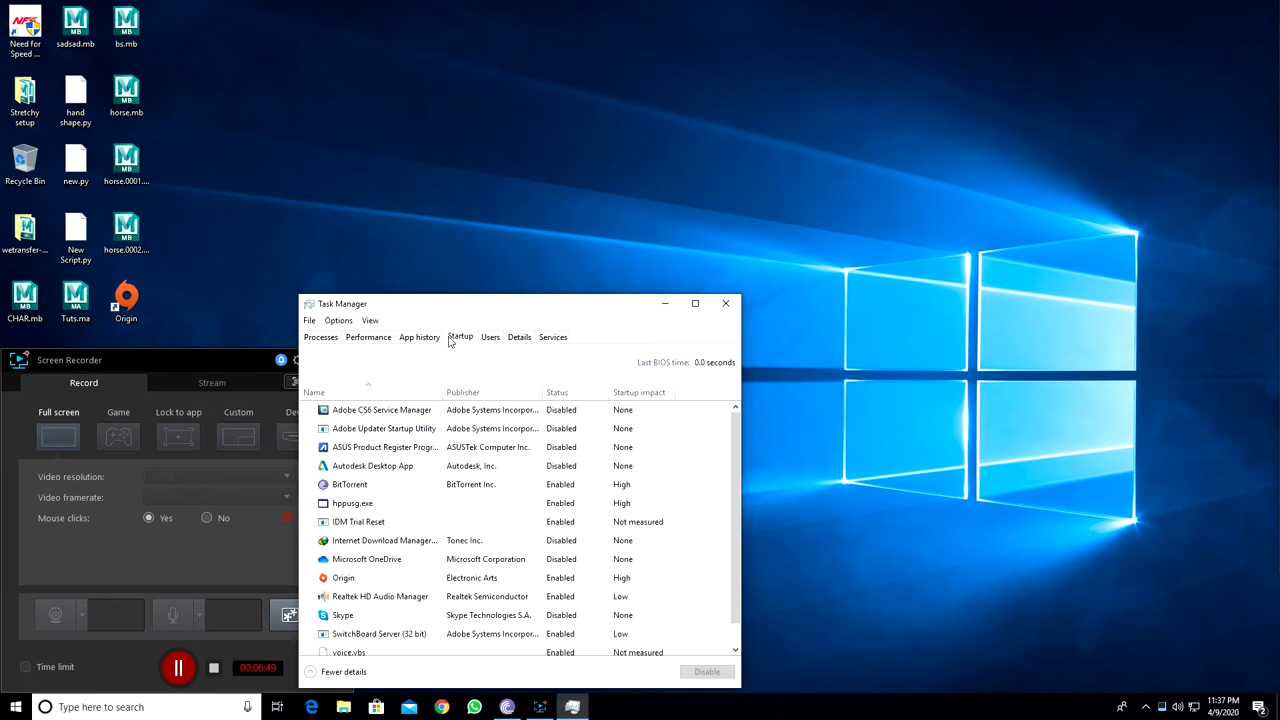 Need for
Speed ...
sadsad.mb
bs.mb
Stretchy
setup
hand
shape.py
horse.mb
Recycle Bin
new.py
horse.0001....
wetransfer-...
New
Script.py
horse.0002....
CHAR.mb
Tuts.ma
Origin
Screen Recorder
Record
Stream
Full screen
Game
Lock to app
Custom
Video resolution:
Video framerate:
Mouse clicks:
Yes
No
Time limit
00:06:49
Task Manager
File Options View
Processes Performance App history Startup Users Details Services
Last BIOS time: 0.0 seconds
Name Publisher Status Startup impact
Adobe CS6 Service Manager Adobe Systems Incorpor... Disabled None
Adobe Updater Startup Utility Adobe Systems Incorpor... Disabled None
ASUS Product Register Progr... ASUSTek Computer Inc. Disabled None
Autodesk Desktop App Autodesk, Inc. Disabled None
BitTorrent BitTorrent Inc. Enabled High
hppusg.exe Enabled High
IDM Trial Reset Enabled Not measured
Internet Download Manager... Tonec Inc. Disabled None
Microsoft OneDrive Microsoft Corporation Disabled None
Origin Electronic Arts Enabled High
Realtek HD Audio Manager Realtek Semiconductor Enabled Low
Skype Skype Technologies S.A. Disabled None
SwitchBoard Server (32 bit) Adobe Systems Incorpor... Enabled Low
voice.vbs Enabled Not measured
Fewer details
Disable
Type here to search
11:37 PM
4/9/2020